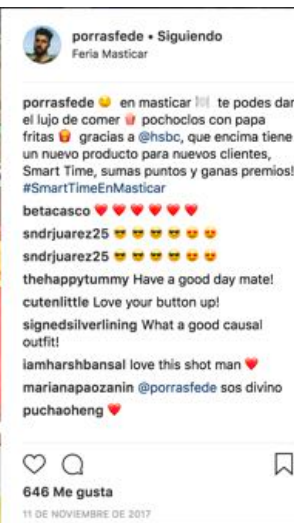 porrasfede • Siguiendo
Feria Masticar
porrasfede 😉 en masticar 🍽 te podes dar
el lujo de comer 🍿 pochoclos con papa
fritas 🍟 gracias a @hsbc, que encima tiene
un nuevo producto para nuevos clientes,
Smart Time, sumas puntos y ganas premios!
#SmartTimeEnMasticar
betacasco ❤️❤️❤️❤️❤️❤️
sndrjuarez25 😎😎😎😎😍😍
sndrjuarez25 😎😎😎😎😍😍
thehappytummy Have a good day mate!
cutenlittle Love your button up!
signedsilverlining What a good causal
outfit!
iamharshbansal love this shot man ❤️
marianapaozanin @porrasfede sos divino
puchaoheng ❤️
646 Me gusta
11 DE NOVIEMBRE DE 2017